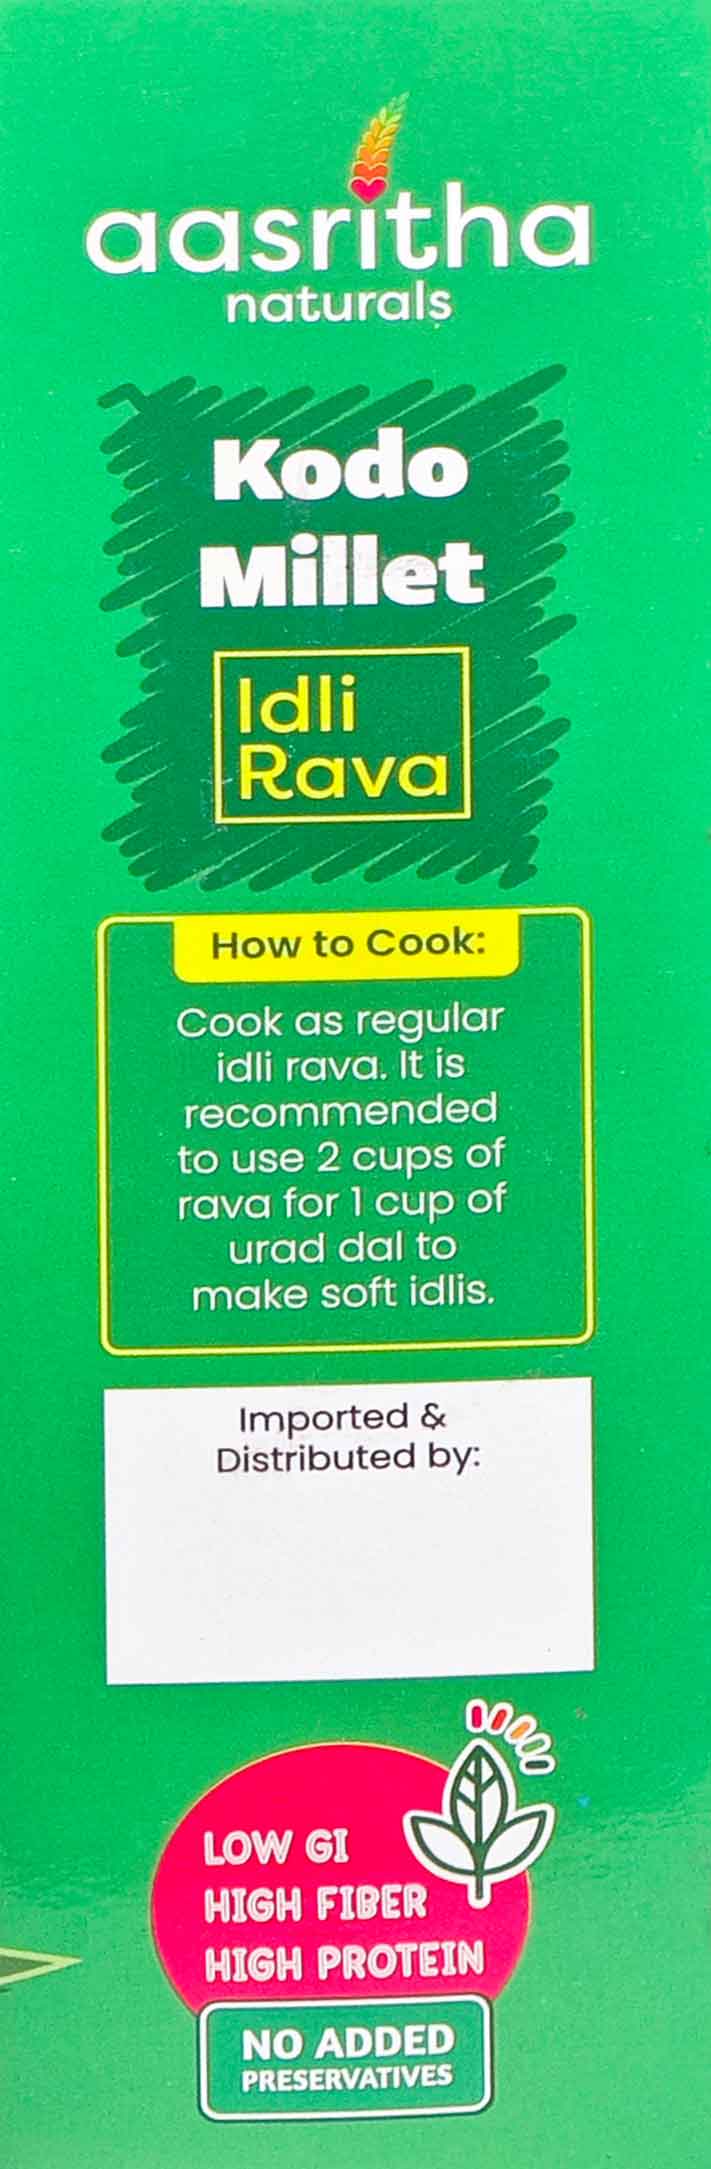 aasritha
naturals
Kodo
Millet
Idli
Rava
How to Cook:
Cook as regular
idli rava. It is
recommended
to use 2 cups of
rava for 1 cup of
urad dal to
make soft idlis.
Imported &
Distributed by:
LOW GI
HIGH FIBER
HIGH PROTEIN
NO ADDED
PRESERVATIVES